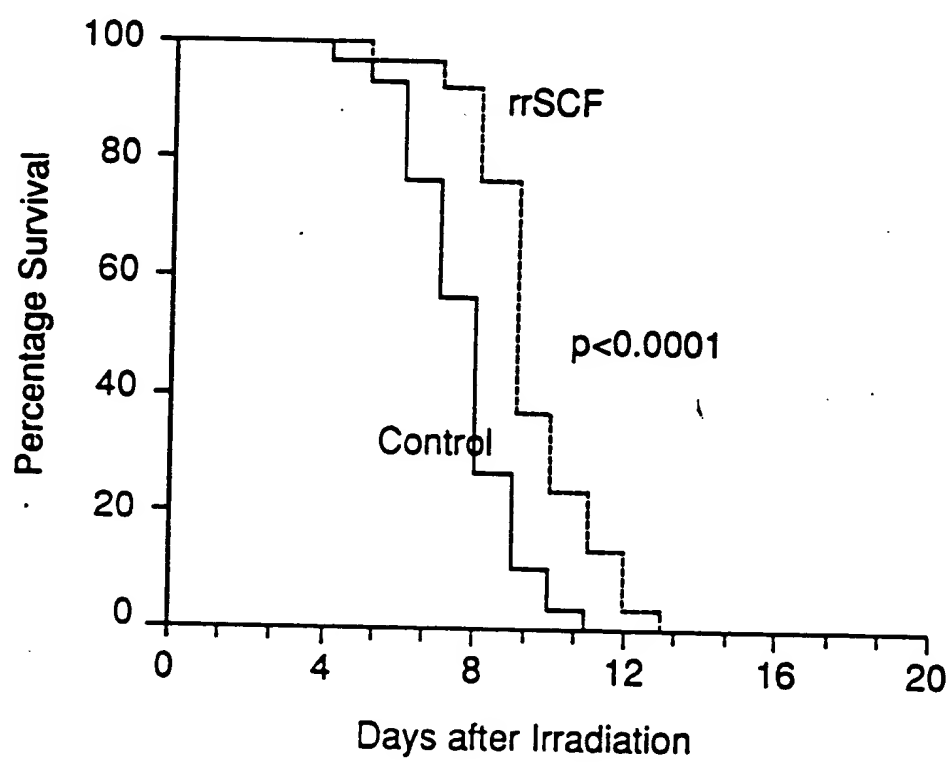 100
rrSCF
80
Percentage Survival
60
p<0.0001
40
Control
20
0
0 4 8 12 16 20
Days after Irradiation